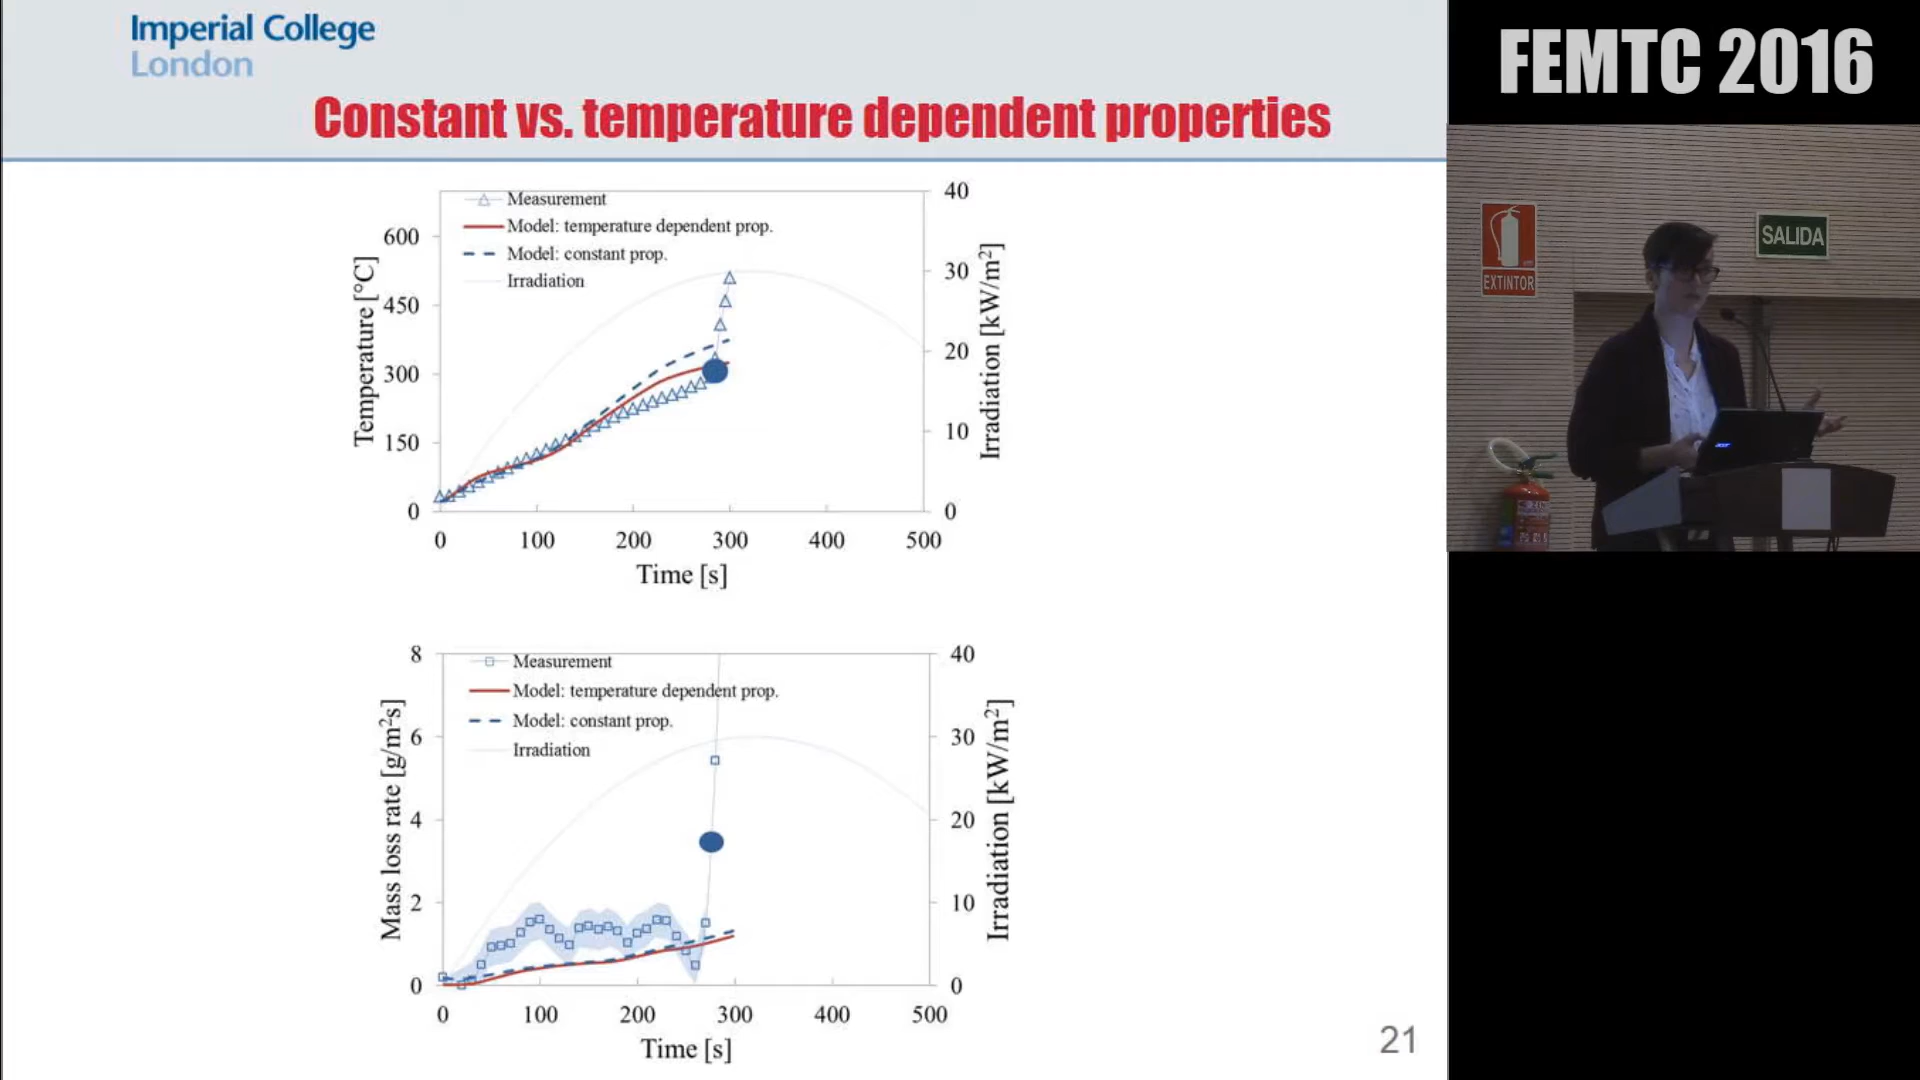 Imperial College
London
Constant vs. temperature dependent properties
FEMTC 2016
Measurement
Model: temperature dependent prop.
Model: constant prop.
Irradiation
Temperature [°C]
600
450
300
150
0
40
30
20
10
0
Irradiation [kW/m²]
0 100 200 300 400 500
Time [s]
Measurement
Model: temperature dependent prop.
Model: constant prop.
Irradiation
Mass loss rate [g/m²s]
8
6
4
2
0
40
30
20
10
0
Irradiation [kW/m²]
0 100 200 300 400 500
Time [s]
21
EXTINTOR
SALIDA
acer